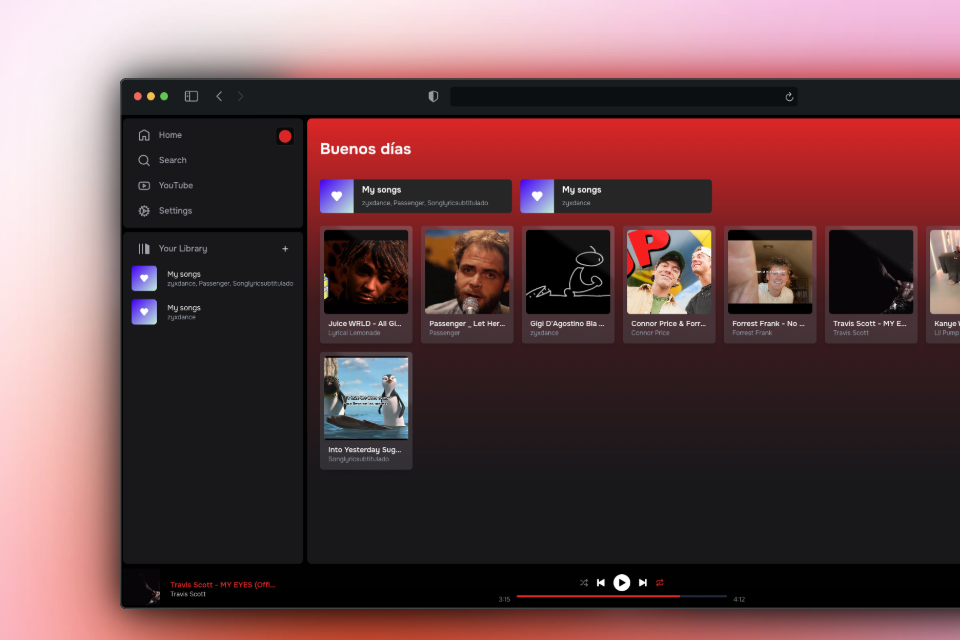 Home
Search
YouTube
Settings
Your Library
+
My songs
zyxdance, Passenger, Songlyricsubtitulado
My songs
zyxdance
Buenos días
My songs
zyxdance, Passenger, Songlyricsubtitulado
My songs
zyxdance
Juice WRLD - All Gi...
Lyrical Lemonade
Passenger _ Let Her...
Passenger
Gigi D'Agostino Bla ...
zyxdance
Connor Price & Forr...
Connor Price
Forrest Frank - No ...
Forrest Frank
Travis Scott - MY E...
Travis Scott
Kanye
Lil Pump
Into Yesterday Sug...
Songlyricsubtitulado
Travis Scott - MY EYES (Offi...
Travis Scott
3:15
4:12